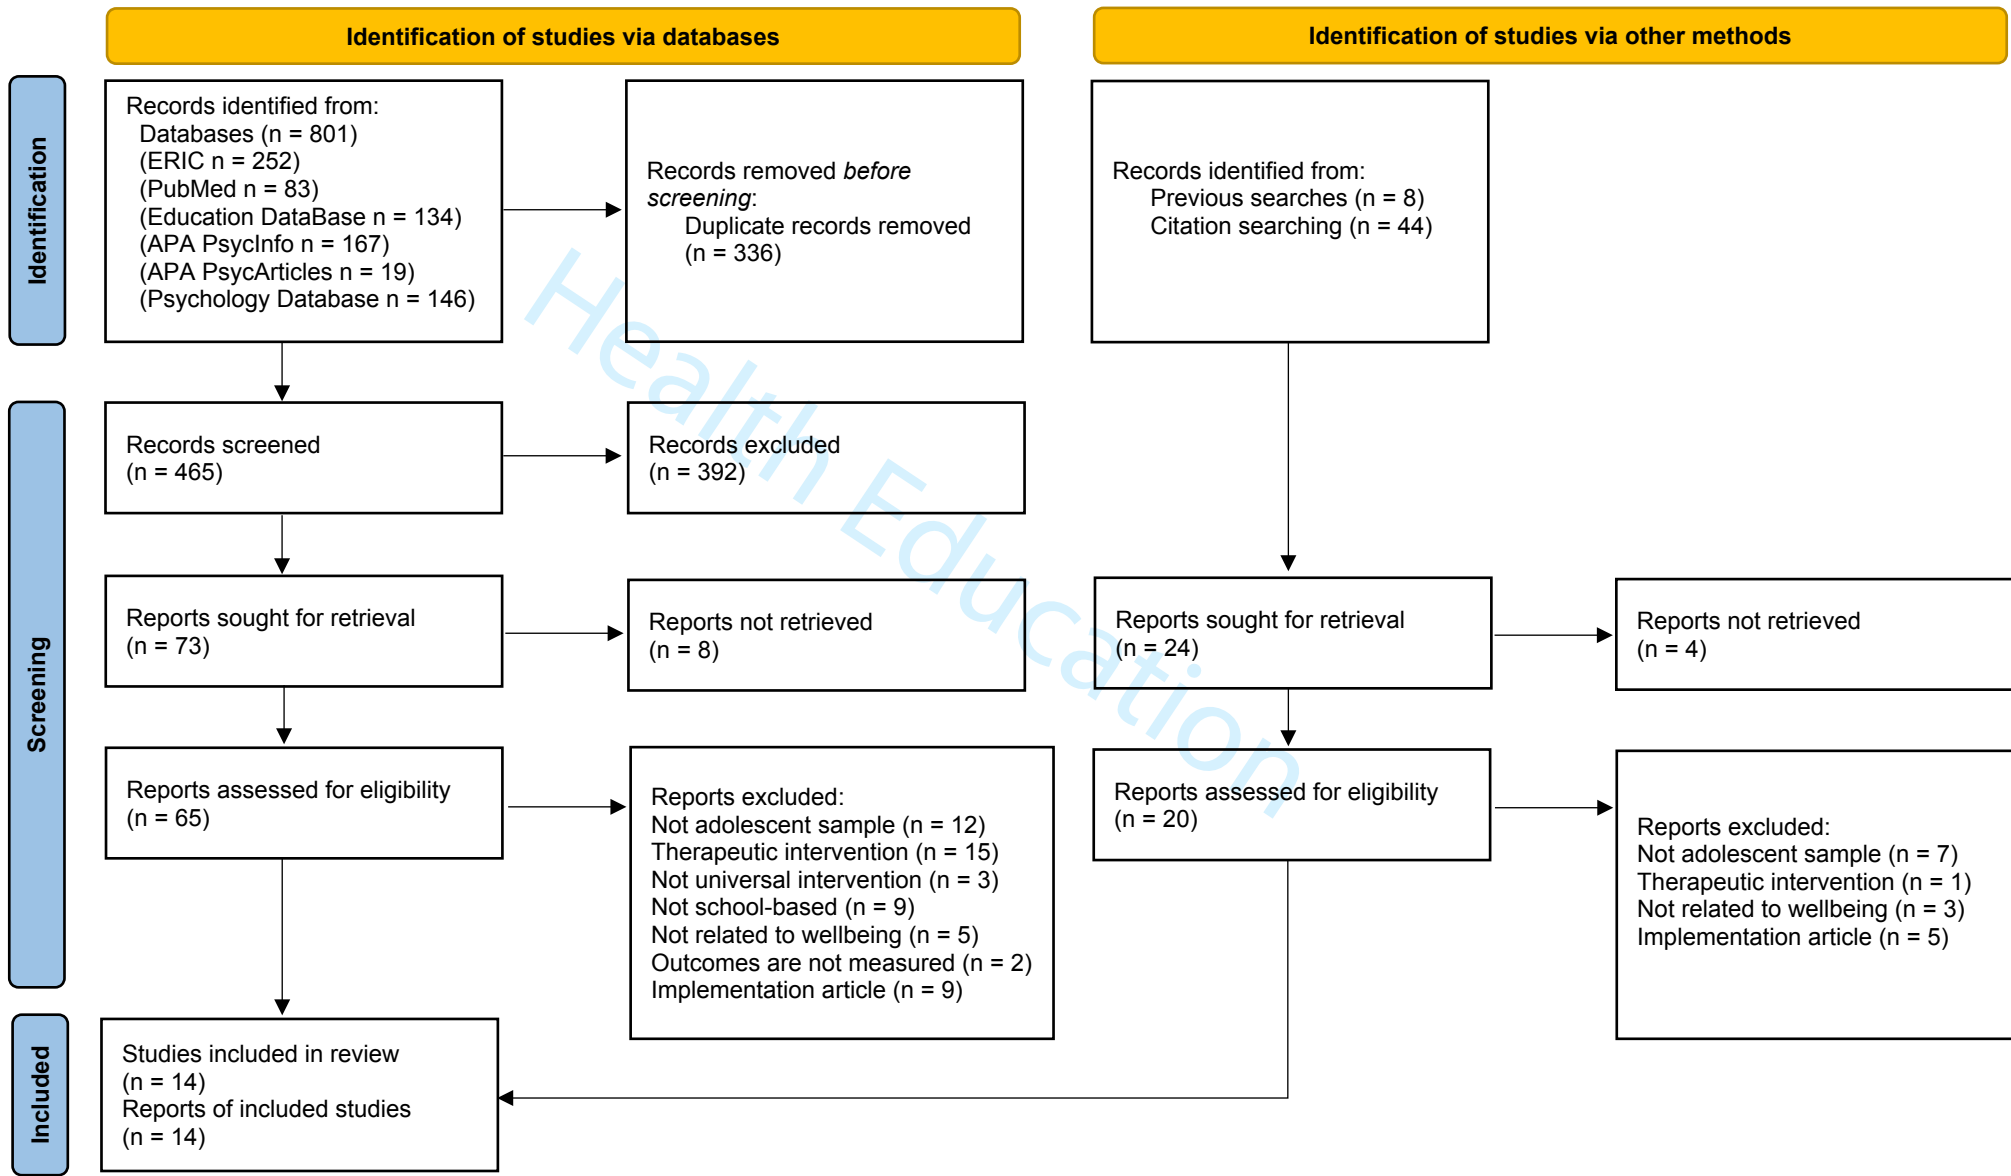 Identification of studies via databases
Identification of studies via other methods
Identification
Records identified from:
Databases (n = 801)
(ERIC n = 252)
(PubMed n = 83)
(Education DataBase n = 134)
(APA PsycInfo n = 167)
(APA PsycArticles n = 19)
(Psychology Database n = 146)
Records removed before
screening:
Duplicate records removed
(n = 336)
Records identified from:
Previous searches (n = 8)
Citation searching (n = 44)
Screening
Records screened
(n = 465)
Records excluded
(n = 392)
Reports sought for retrieval
(n = 73)
Reports not retrieved
(n = 8)
Reports sought for retrieval
(n = 24)
Reports not retrieved
(n = 4)
Reports assessed for eligibility
(n = 65)
Reports excluded:
Not adolescent sample (n = 12)
Therapeutic intervention (n = 15)
Not universal intervention (n = 3)
Not school-based (n = 9)
Not related to wellbeing (n = 5)
Outcomes are not measured (n = 2)
Implementation article (n = 9)
Reports assessed for eligibility
(n = 20)
Reports excluded:
Not adolescent sample (n = 7)
Therapeutic intervention (n = 1)
Not related to wellbeing (n = 3)
Implementation article (n = 5)
Included
Studies included in review
(n = 14)
Reports of included studies
(n = 14)
Health Education